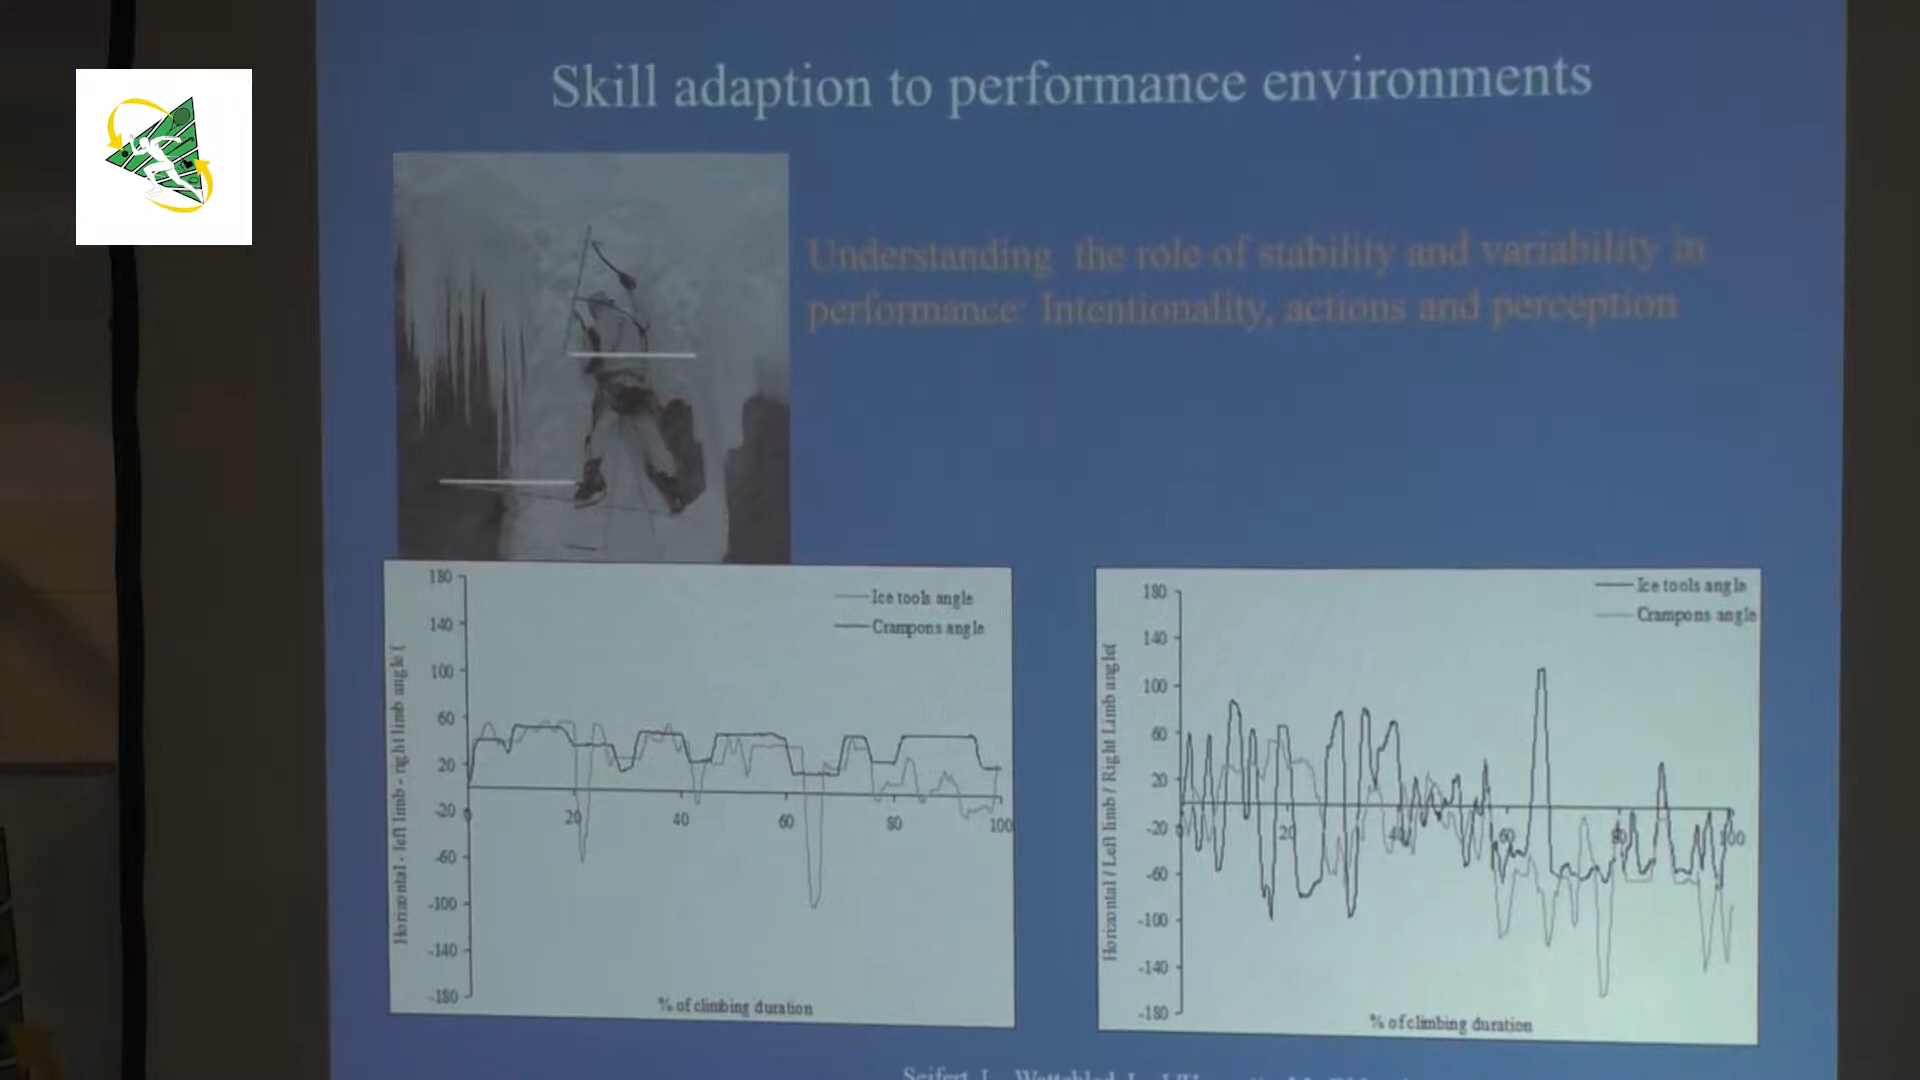 Skill adaption to performance environments
Understanding the role of stability and variability in
performance: Intentionality, actions and perception
180
140
100
60
20
-20
-60
-100
-140
-180
0
20
40
60
80
100
Horizontal - left limb - right limb angle (
Ice tools angle
Crampons angle
% of climbing duration
180
140
100
60
20
-20
-60
-100
-140
-180
0
20
40
60
80
100
Horizontal / Left limb / Right Limb angle(
Ice tools angle
Crampons angle
% of climbing duration
Seifert, L.,